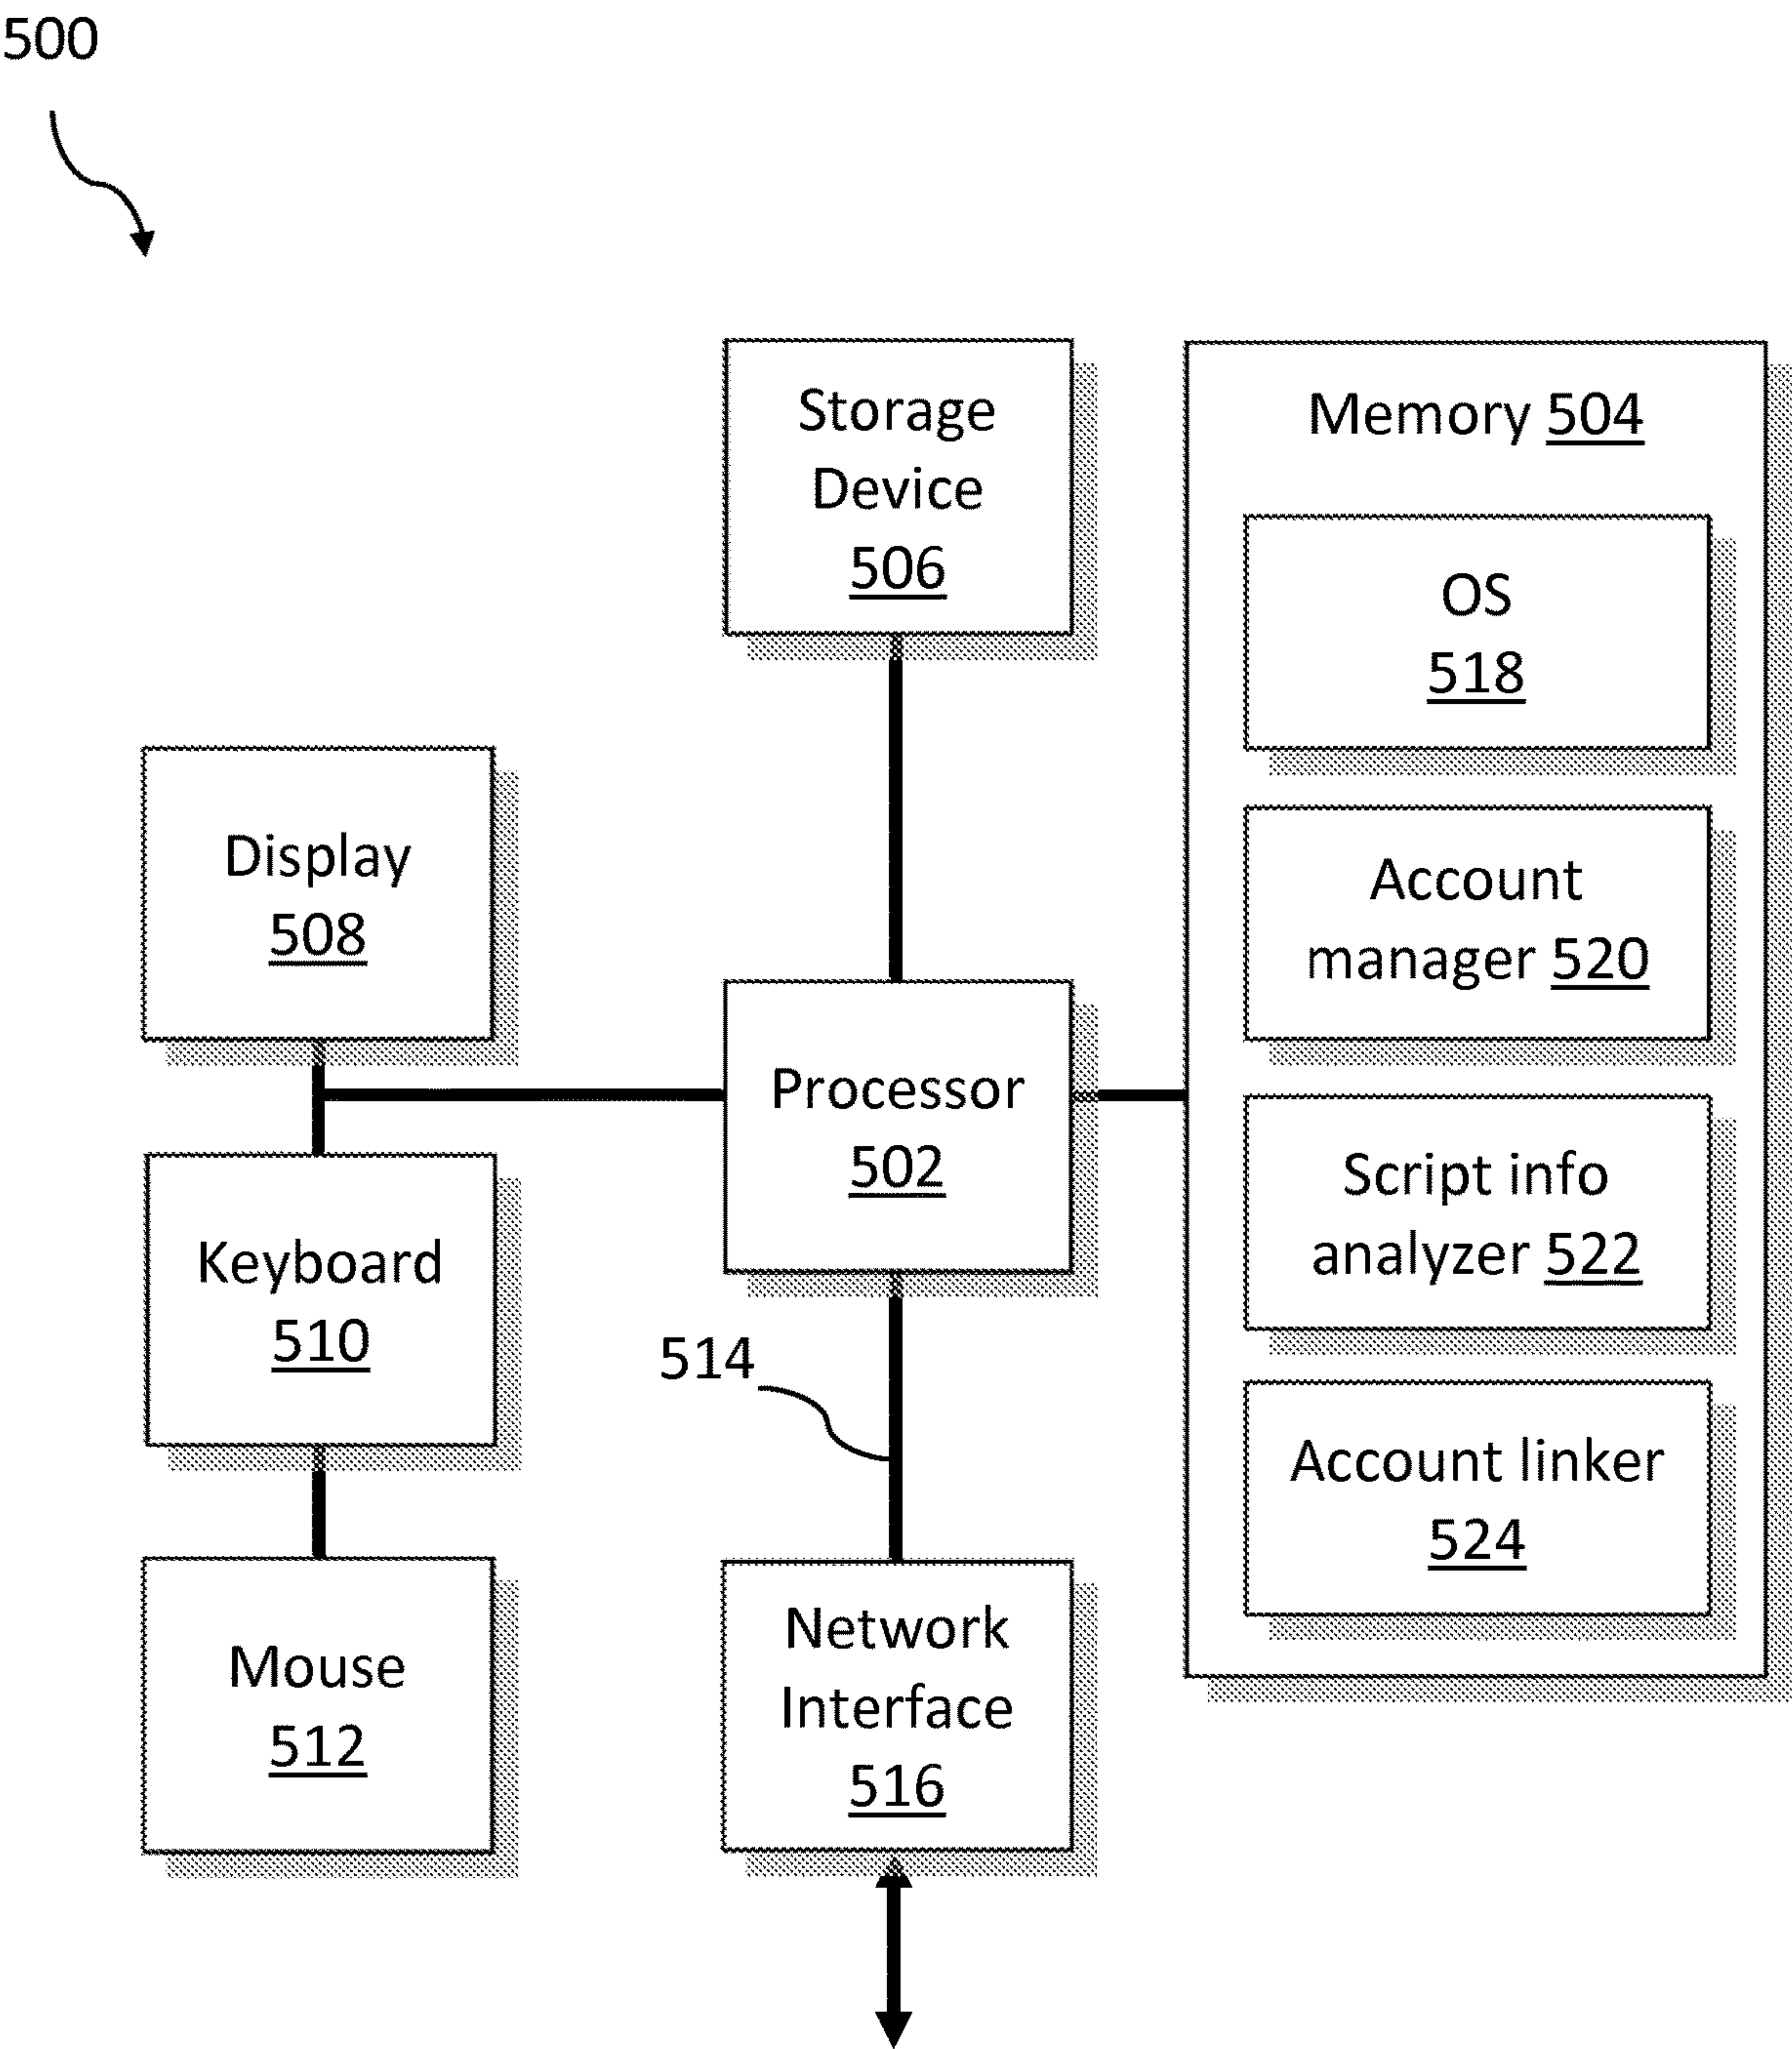 500
Storage
Device
506
Memory 504
OS
518
Account
manager 520
Script info
analyzer 522
Account linker
524
Display
508
Processor
502
Keyboard
510
514
Mouse
512
Network
Interface
516